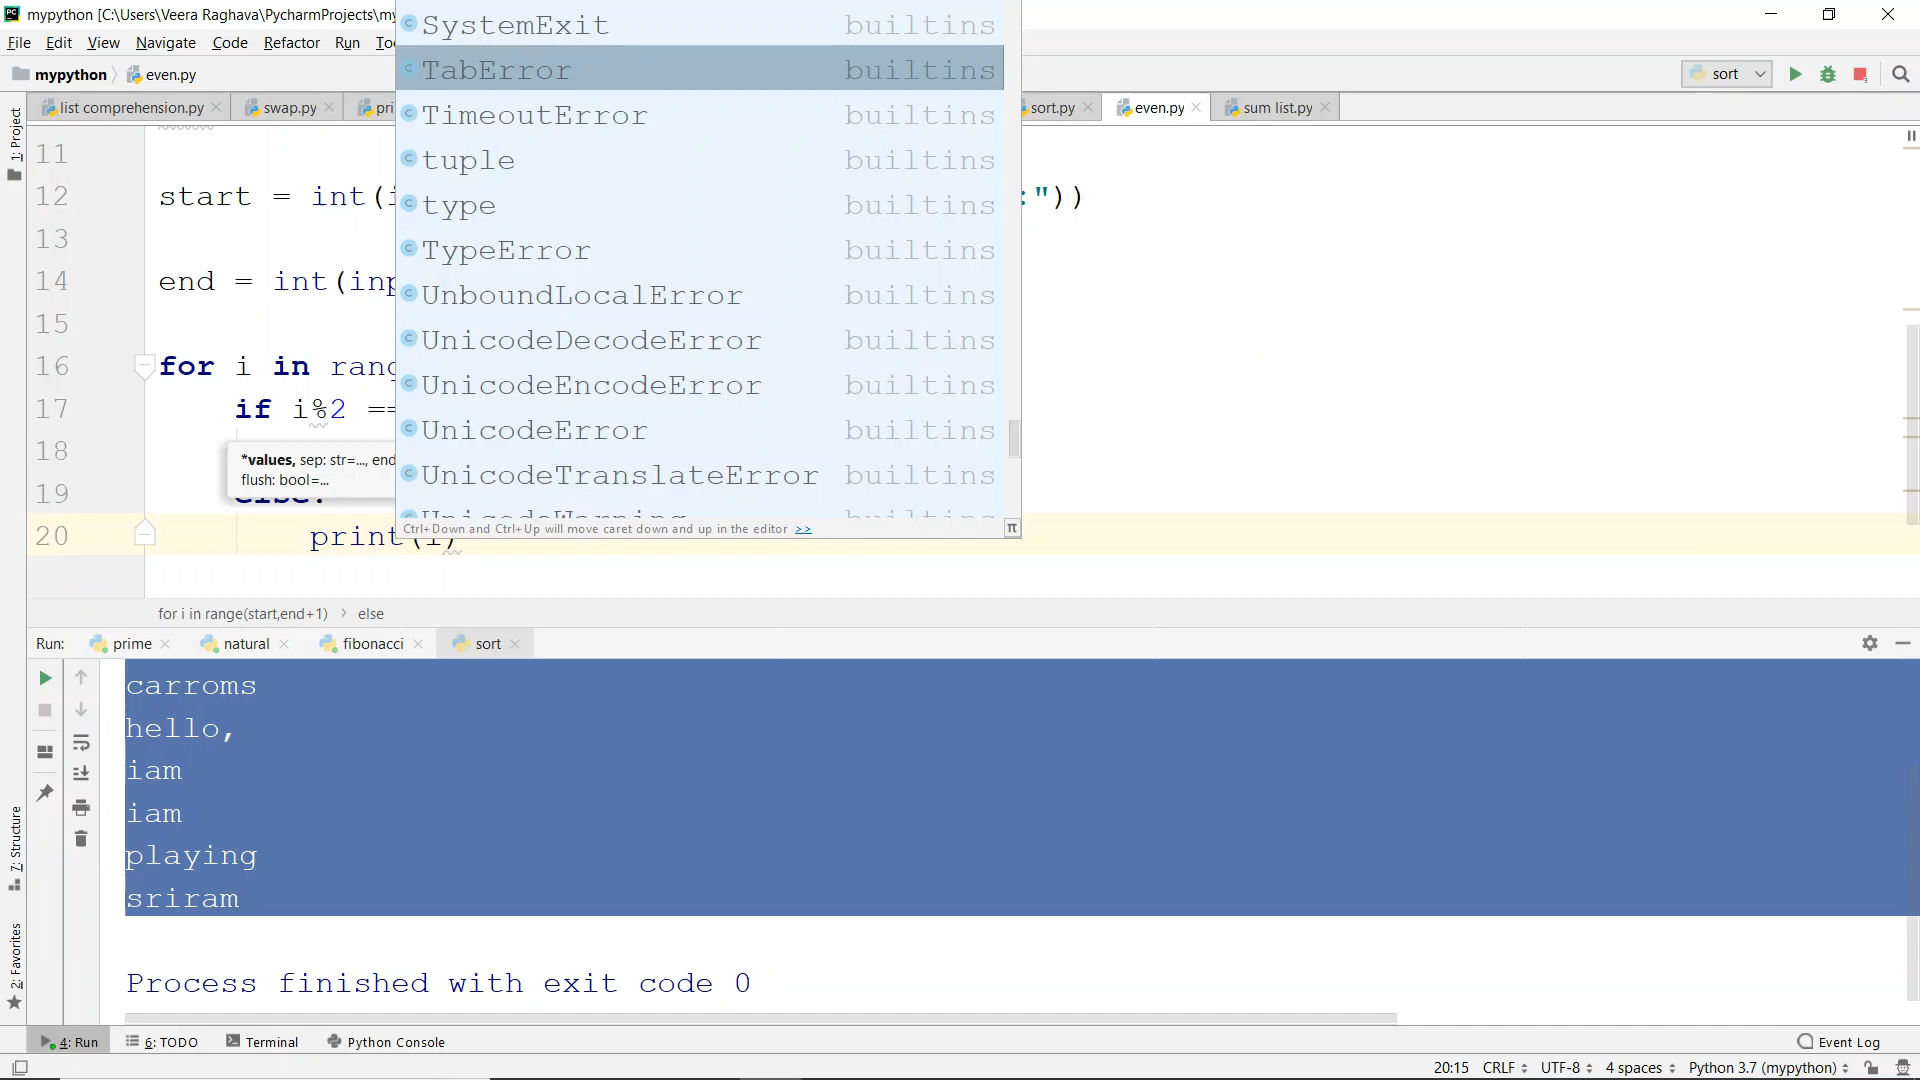 mypython [C:\Users\Veera Raghava\PycharmProjects\my
File Edit View Navigate Code Refactor Run
mypython even.py
sort
list comprehension.py swap.py sort.py even.py sum list.py
1: Project
7: Structure
2: Favorites
SystemExit builtins
TabError builtins
TimeoutError builtins
tuple builtins
type builtins
TypeError builtins
UnboundLocalError builtins
UnicodeDecodeError builtins
UnicodeEncodeError builtins
UnicodeError builtins
UnicodeTranslateError builtins
Ctrl+Down and Ctrl+Up will move caret down and up in the editor >>
π
11
12 start = int(i :"))
13
14 end = int(inp
15
16 for i in rang
17 if i%2 ==
18
*values, sep: str=..., end
flush: bool=...
19 else:
20 print(i)
for i in range(start,end+1) › else
Run: prime natural fibonacci sort
carroms
hello,
iam
iam
playing
sriram
Process finished with exit code 0
4: Run 6: TODO Terminal Python Console Event Log
20:15 CRLF UTF-8 4 spaces Python 3.7 (mypython)